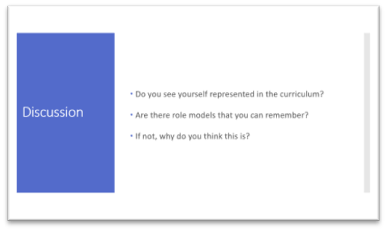 Discussion
• Do you see yourself represented in the curriculum?
• Are there role models that you can remember?
• If not, why do you think this is?